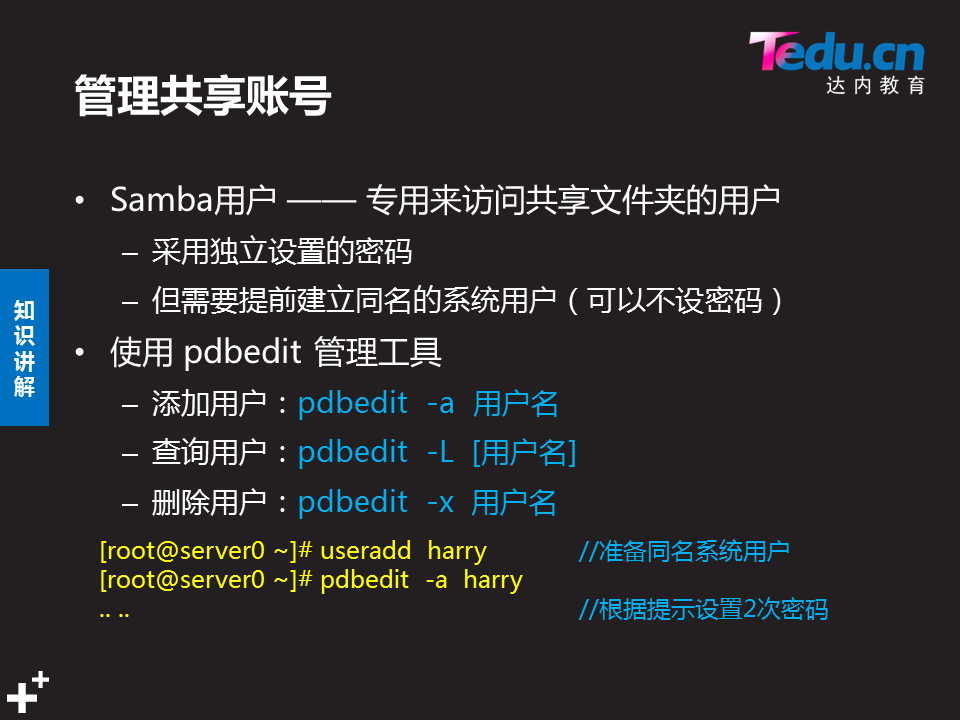 Tedu.cn
达内教育
管理共享账号
• Samba用户 —— 专用来访问共享文件夹的用户
– 采用独立设置的密码
– 但需要提前建立同名的系统用户（可以不设密码）
知识讲解
• 使用 pdbedit 管理工具
– 添加用户：pdbedit -a 用户名
– 查询用户：pdbedit -L [用户名]
– 删除用户：pdbedit -x 用户名
[root@server0 ~]# useradd harry //准备同名系统用户
[root@server0 ~]# pdbedit -a harry
.. .. //根据提示设置2次密码